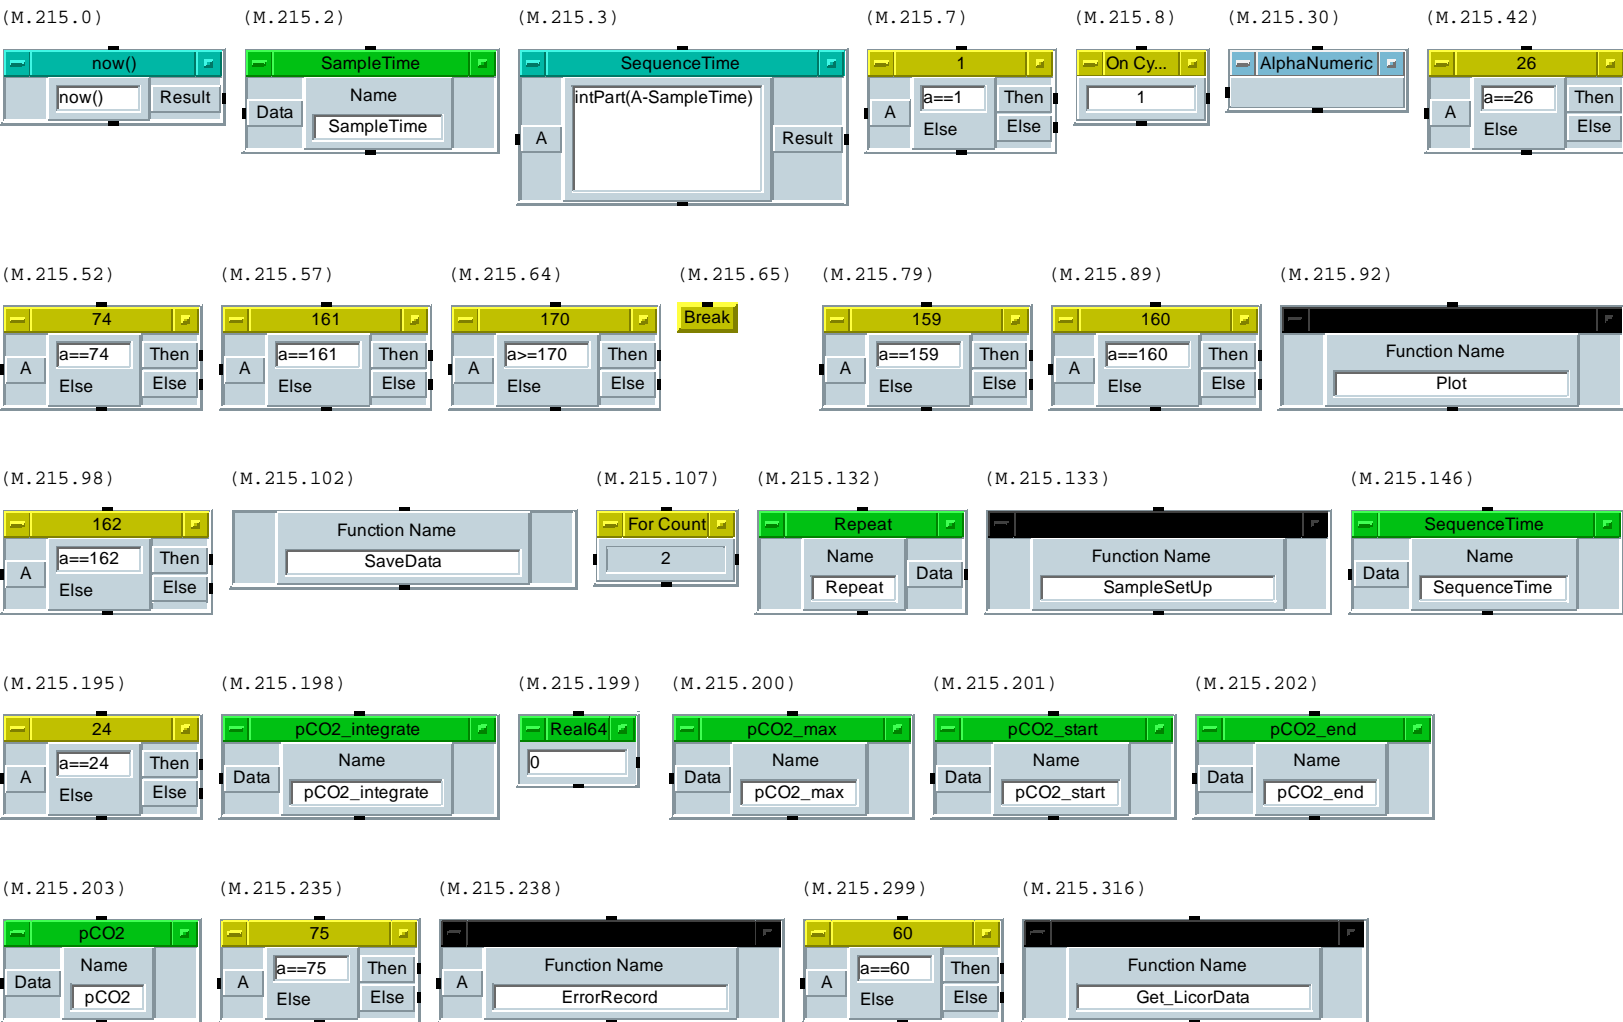 (M.215.0) (M.215.2) (M.215.3) (M.215.7) (M.215.8) (M.215.30) (M.215.42)
now() SampleTime SequenceTime 1 On Cy... AlphaNumeric 26
now() Result Data Name SampleTime A intPart(A-SampleTime) Result A a==1 Else Then Else 1 A a==26 Else Then Else
(M.215.52) (M.215.57) (M.215.64) (M.215.65) (M.215.79) (M.215.89) (M.215.92)
74 161 170 Break 159 160
A a==74 Else Then Else A a==161 Else Then Else A a>=170 Else Then Else A a==159 Else Then Else A a==160 Else Then Else Function Name Plot
(M.215.98) (M.215.102) (M.215.107) (M.215.132) (M.215.133) (M.215.146)
162 For Count Repeat SequenceTime
A a==162 Else Then Else Function Name SaveData 2 Name Repeat Data Function Name SampleSetUp Data Name SequenceTime
(M.215.195) (M.215.198) (M.215.199) (M.215.200) (M.215.201) (M.215.202)
24 pCO2_integrate Real64 pCO2_max pCO2_start pCO2_end
A a==24 Else Then Else Data Name pCO2_integrate 0 Data Name pCO2_max Data Name pCO2_start Data Name pCO2_end
(M.215.203) (M.215.235) (M.215.238) (M.215.299) (M.215.316)
pCO2 75 60
Data Name pCO2 A a==75 Else Then Else A Function Name ErrorRecord A a==60 Else Then Else Function Name Get_LicorData